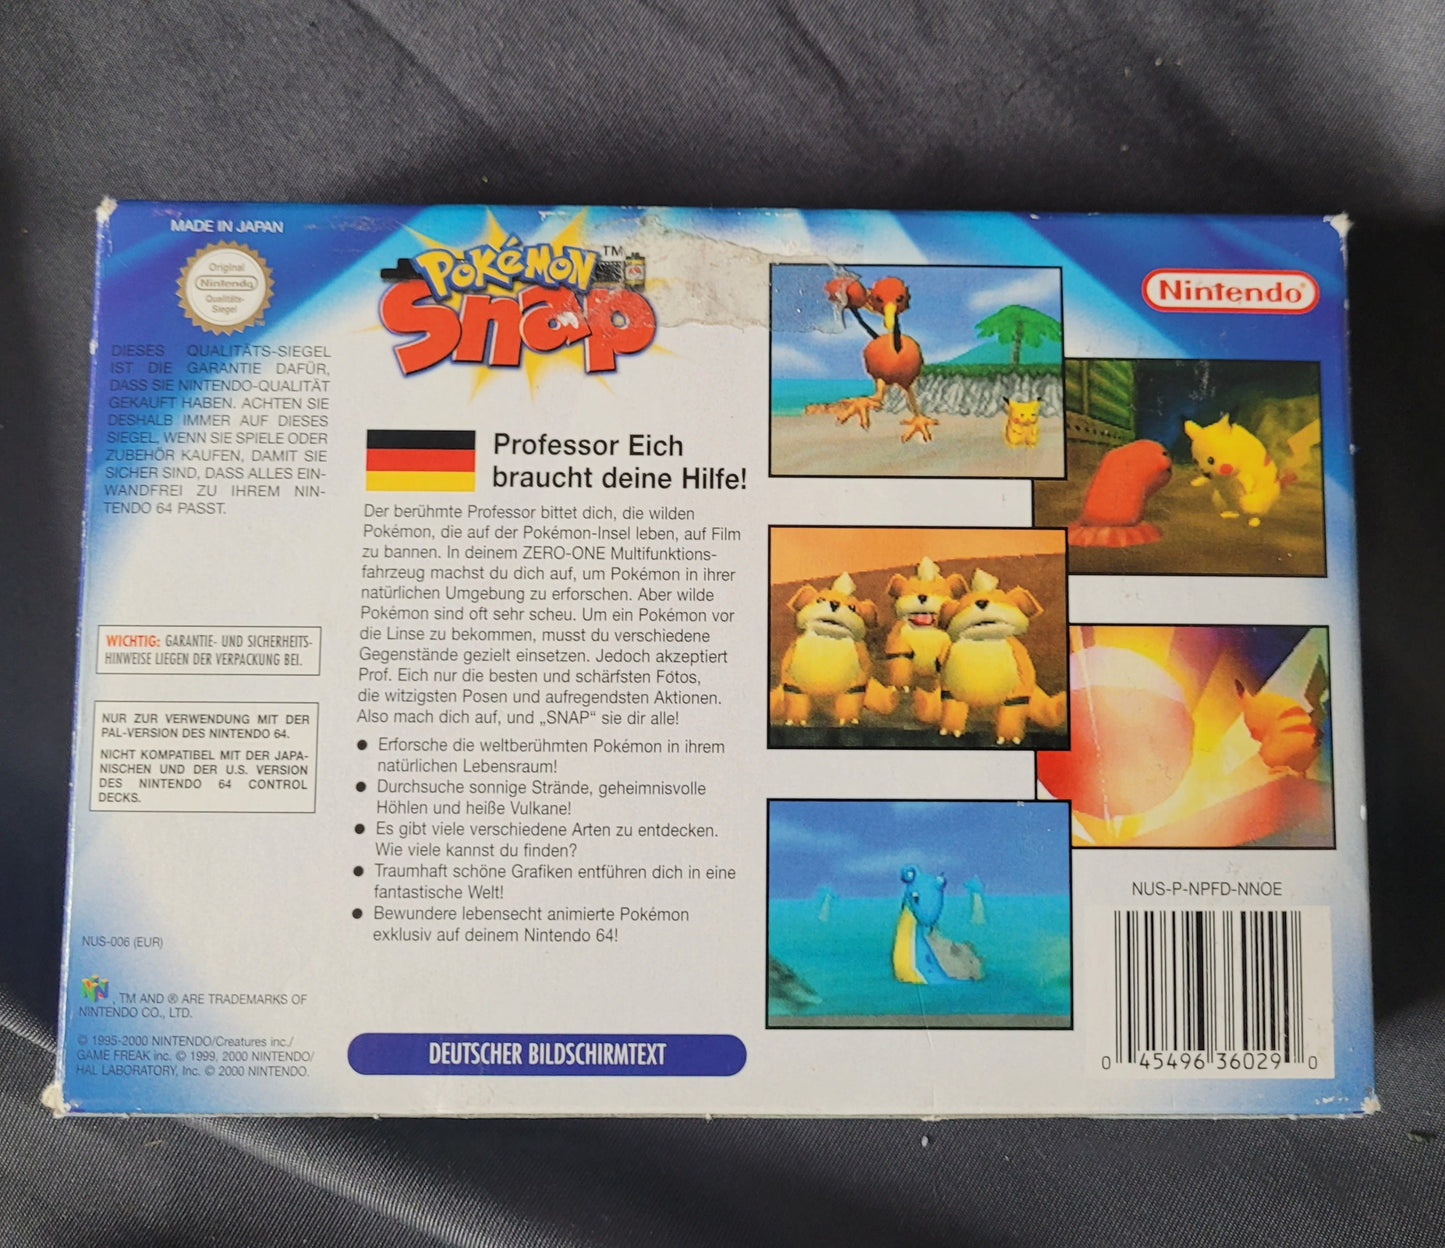 MADE IN JAPAN
Original
Nintendo
Qualitäts-
Siegel
TM
DIESES QUALITÄTS-SIEGEL
IST DIE GARANTIE DAFÜR,
DASS SIE NINTENDO-QUALITÄT
GEKAUFT HABEN. ACHTEN SIE
DESHALB IMMER AUF DIESES
SIEGEL, WENN SIE SPIELE ODER
ZUBEHÖR KAUFEN, DAMIT SIE
SICHER SIND, DASS ALLES EIN-
WANDFREI ZU IHREM NIN-
TENDO 64 PASST.
WICHTIG: GARANTIE- UND SICHERHEITS-
HINWEISE LIEGEN DER VERPACKUNG BEI.
NUR ZUR VERWENDUNG MIT DER
PAL-VERSION DES NINTENDO 64.
NICHT KOMPATIBEL MIT DER JAPA-
NISCHEN UND DER U.S. VERSION
DES NINTENDO 64 CONTROL
DECKS.
NUS-006 (EUR)
, TM AND ® ARE TRADEMARKS OF
NINTENDO CO., LTD.
© 1995-2000 NINTENDO/Creatures inc./
GAME FREAK inc. © 1999, 2000 NINTENDO/
HAL LABORATORY, Inc. © 2000 NINTENDO.
POKéMON TM
Snap
Professor Eich
braucht deine Hilfe!
Der berühmte Professor bittet dich, die wilden
Pokémon, die auf der Pokémon-Insel leben, auf Film
zu bannen. In deinem ZERO-ONE Multifunktions-
fahrzeug machst du dich auf, um Pokémon in ihrer
natürlichen Umgebung zu erforschen. Aber wilde
Pokémon sind oft sehr scheu. Um ein Pokémon vor
die Linse zu bekommen, musst du verschiedene
Gegenstände gezielt einsetzen. Jedoch akzeptiert
Prof. Eich nur die besten und schärfsten Fotos,
die witzigsten Posen und aufregendsten Aktionen.
Also mach dich auf, und „SNAP“ sie dir alle!
● Erforsche die weltberühmten Pokémon in ihrem
natürlichen Lebensraum!
● Durchsuche sonnige Strände, geheimnisvolle
Höhlen und heiße Vulkane!
● Es gibt viele verschiedene Arten zu entdecken.
Wie viele kannst du finden?
● Traumhaft schöne Grafiken entführen dich in eine
fantastische Welt!
● Bewundere lebensecht animierte Pokémon
exklusiv auf deinem Nintendo 64!
DEUTSCHER BILDSCHIRMTEXT
Nintendo®
NUS-P-NPFD-NNOE
0 45496 36029 0